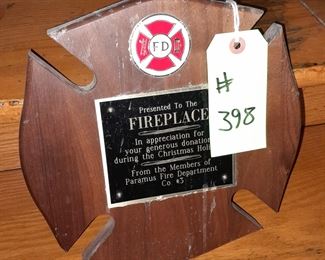 FD
Presented To The
FIREPLACE
In appreciation for
your generous donation
during the Christmas Holi
From the Members of
Paramus Fire Department
Co #3
# 398